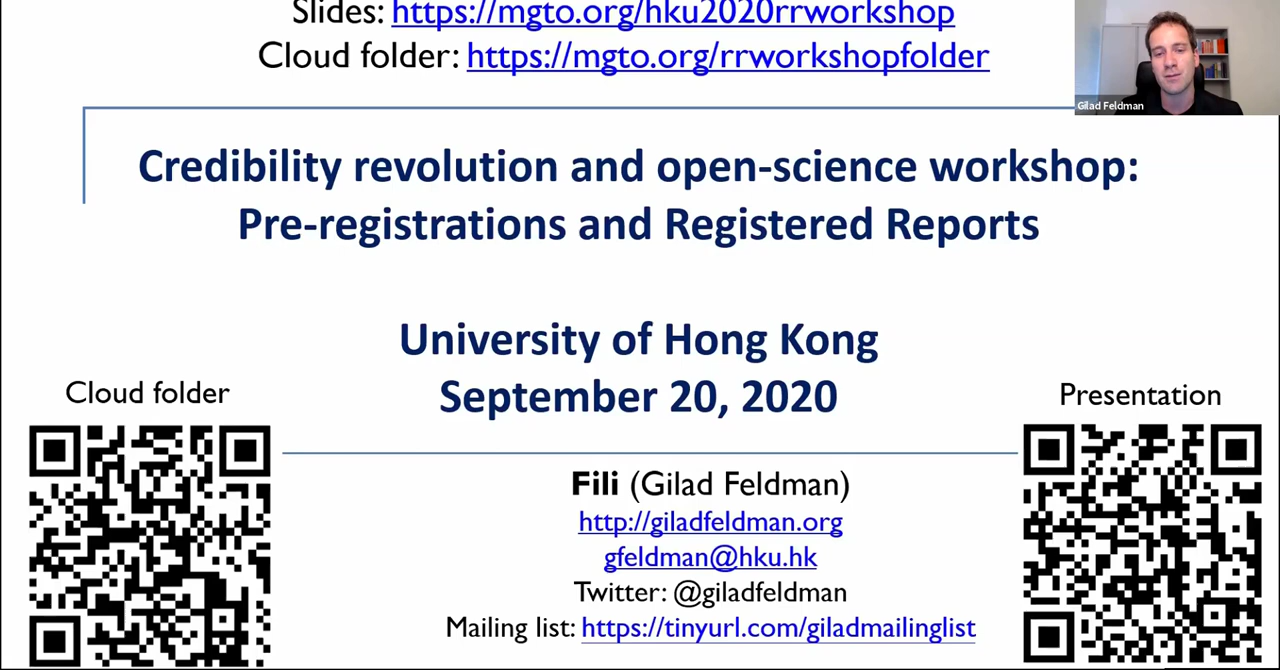 Slides: https://mgto.org/hku2020rrworkshop
Cloud folder: https://mgto.org/rrworkshopfolder
Gilad Feldman
Credibility revolution and open-science workshop:
Pre-registrations and Registered Reports
University of Hong Kong
September 20, 2020
Cloud folder
Presentation
Fili (Gilad Feldman)
http://giladfeldman.org
gfeldman@hku.hk
Twitter: @giladfeldman
Mailing list: https://tinyurl.com/giladmailinglist